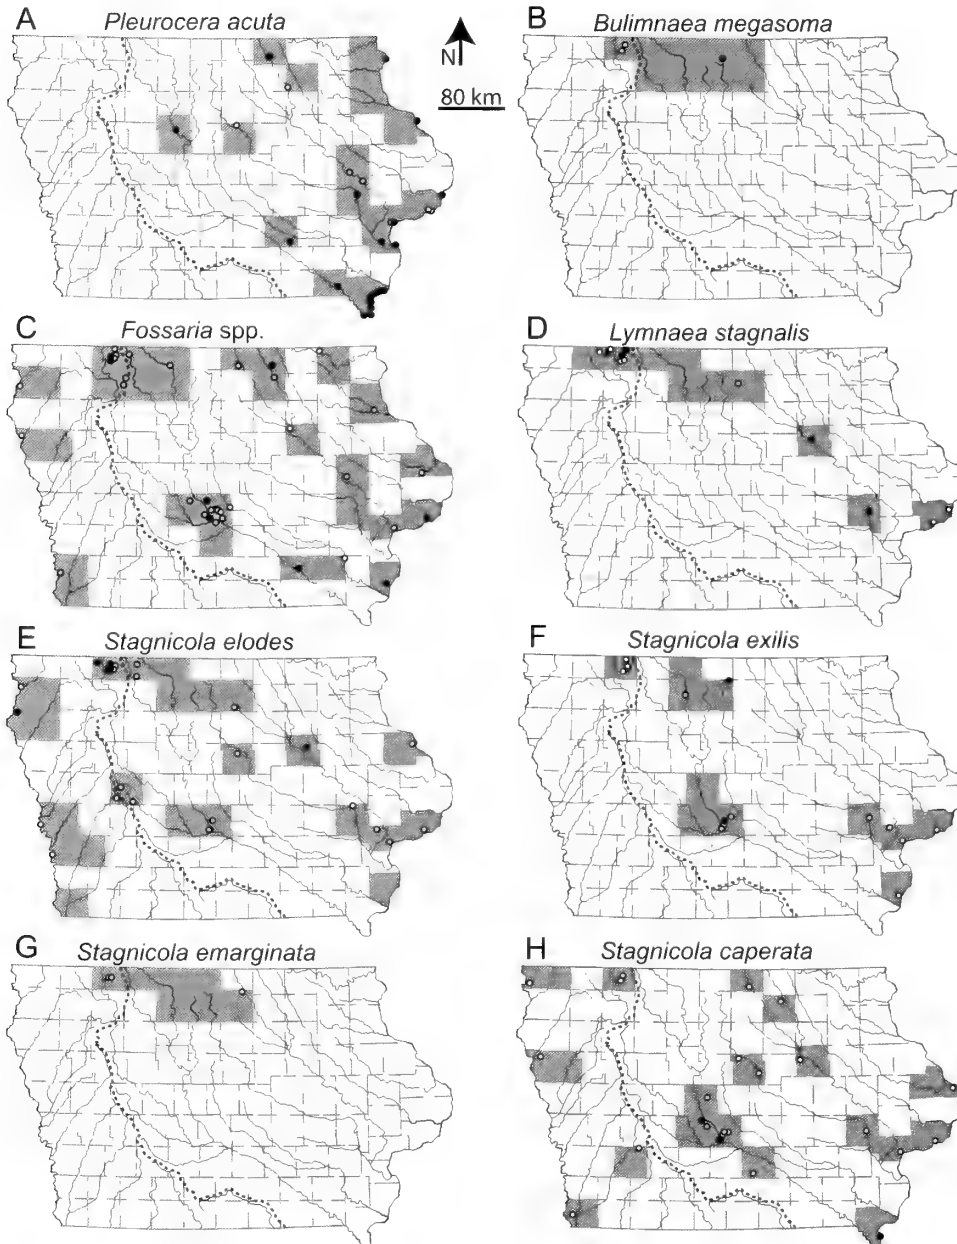 A Pleurocera acuta
N
80 km
B Bulimnaea megasoma
C Fossaria spp.
D Lymnaea stagnalis
E Stagnicola elodes
F Stagnicola exilis
G Stagnicola emarginata
H Stagnicola caperata